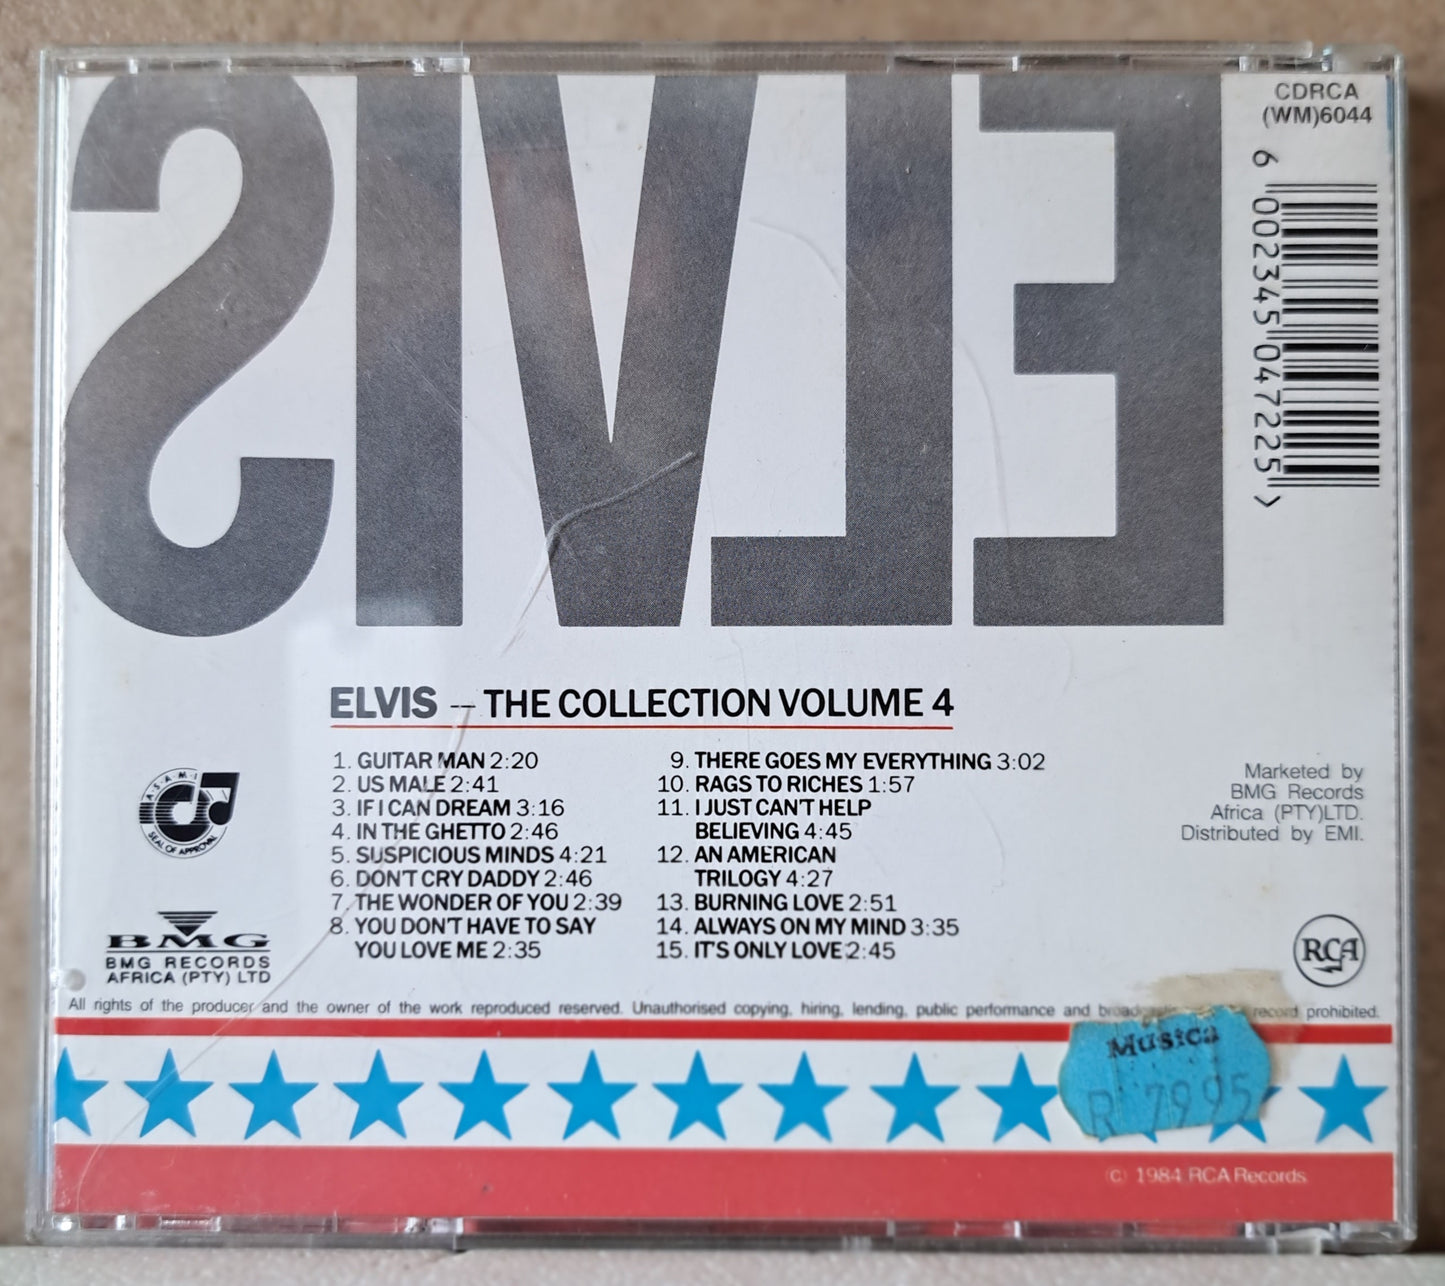 ELVIS
CDRCA
(WM)6044
6 002345 047225 >
ELVIS -- THE COLLECTION VOLUME 4
1. GUITAR MAN 2:20
2. US MALE 2:41
3. IF I CAN DREAM 3:16
4. IN THE GHETTO 2:46
5. SUSPICIOUS MINDS 4:21
6. DON'T CRY DADDY 2:46
7. THE WONDER OF YOU 2:39
8. YOU DON'T HAVE TO SAY
YOU LOVE ME 2:35
9. THERE GOES MY EVERYTHING 3:02
10. RAGS TO RICHES 1:57
11. I JUST CAN'T HELP
BELIEVING 4:45
12. AN AMERICAN
TRILOGY 4:27
13. BURNING LOVE 2:51
14. ALWAYS ON MY MIND 3:35
15. IT'S ONLY LOVE 2:45
A·S·A·M·I
SEAL OF APPROVAL
BMG
BMG RECORDS
AFRICA (PTY) LTD
Marketed by
BMG Records
Africa (PTY)LTD.
Distributed by EMI.
RCA
All rights of the producer and the owner of the work reproduced reserved. Unauthorised copying, hiring, lending, public performance and record prohibited.
Musica
R 7995
© 1984 RCA Records